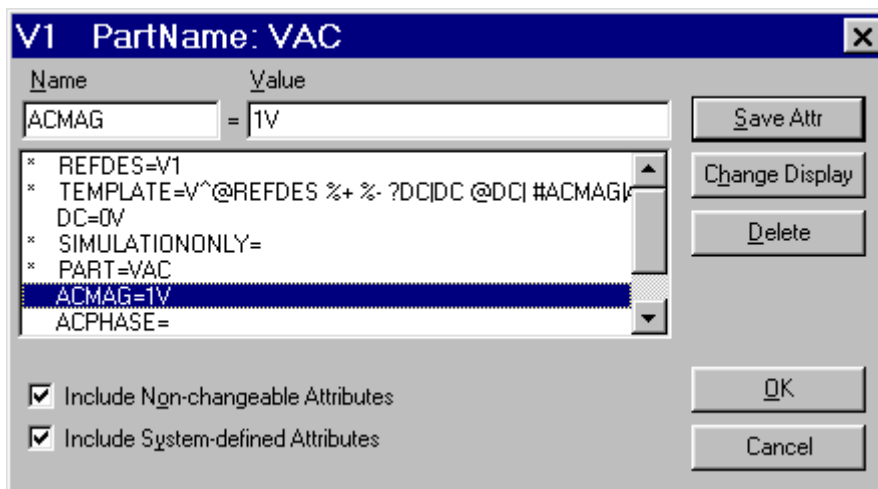 V1 PartName: VAC
Name Value
ACMAG = 1V
Save Attr
* REFDES=V1
* TEMPLATE=V^@REFDES %+ %- ?DC|DC @DC| #ACMAG|
DC=0V
* SIMULATIONONLY=
* PART=VAC
ACMAG=1V
ACPHASE=
Change Display
Delete
Include Non-changeable Attributes
Include System-defined Attributes
OK
Cancel